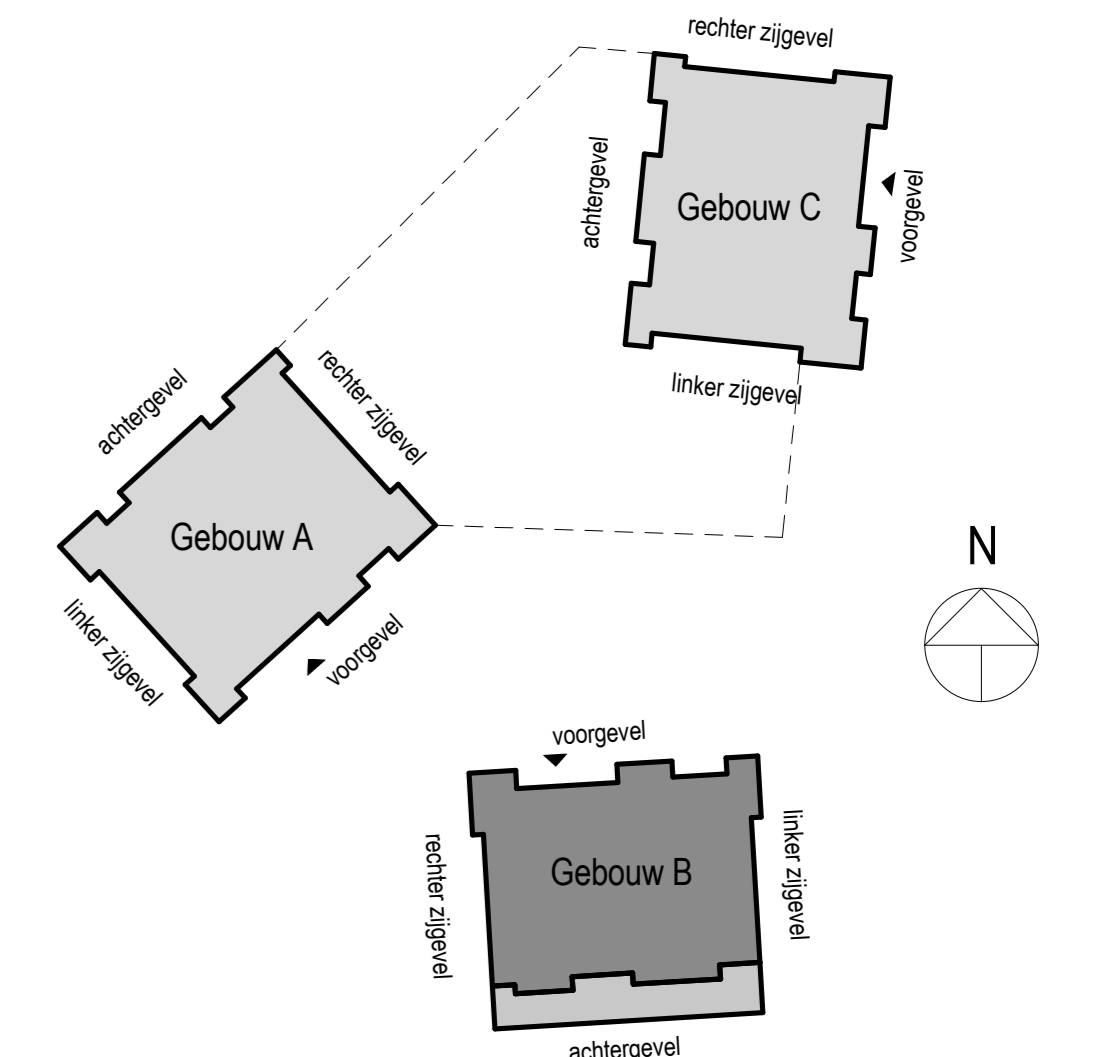 rechter zijgevel
achtergevel
Gebouw C
voorgevel
linker zijgevel
achtergevel
rechter zijgevel
Gebouw A
linker zijgevel
voorgevel
N
voorgevel
rechter zijgevel
Gebouw B
linker zijgevel
achtergevel